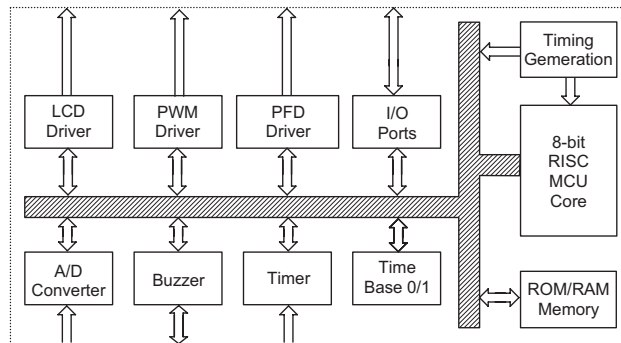 Timing
Gemeration
LCD
Driver
PWM
Driver
PFD
Driver
I/O
Ports
8-bit
RISC
MCU
Core
A/D
Converter
Buzzer
Timer
Time
Base 0/1
ROM/RAM
Memory